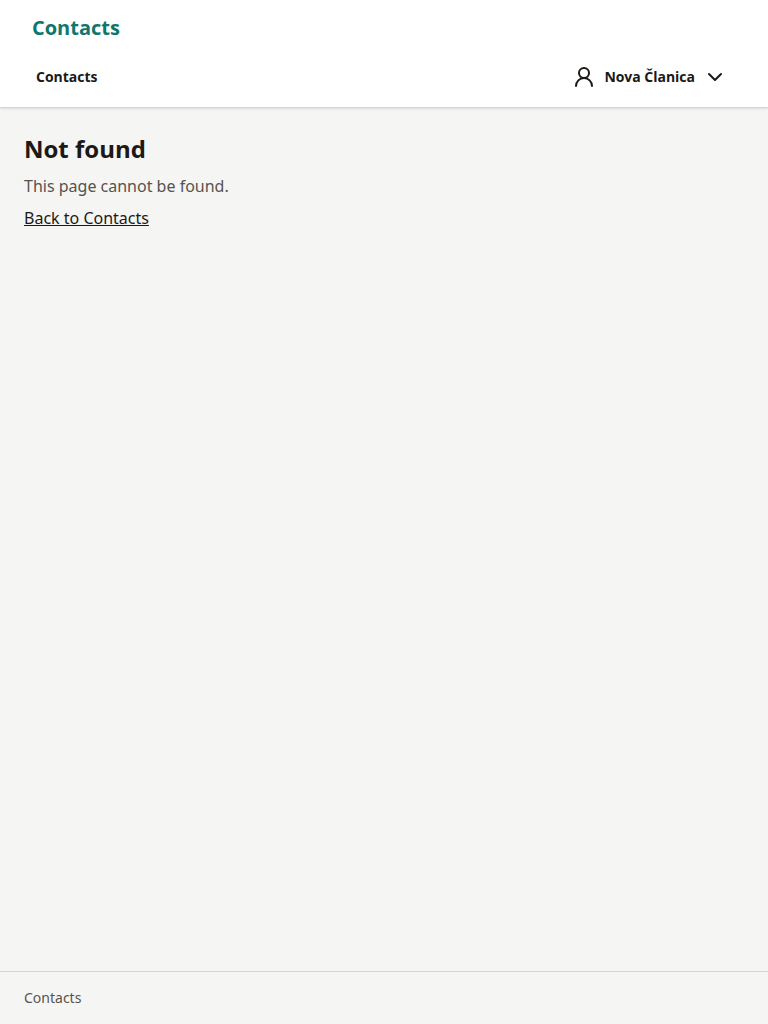 Contacts
Contacts
Nova Članica
Not found
This page cannot be found.
Back to Contacts
Contacts